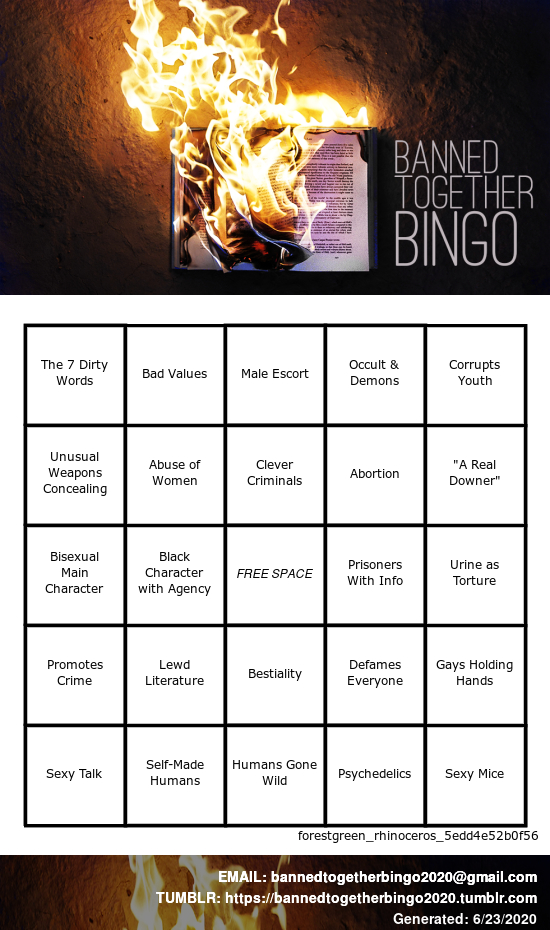 BANNED
TOGETHER
BINGO
The 7 Dirty
Words
Bad Values
Male Escort
Occult &
Demons
Corrupts
Youth
Unusual
Weapons
Concealing
Abuse of
Women
Clever
Criminals
Abortion
"A Real
Downer"
Bisexual
Main
Character
Black
Character
with Agency
FREE SPACE
Prisoners
With Info
Urine as
Torture
Promotes
Crime
Lewd
Literature
Bestiality
Defames
Everyone
Gays Holding
Hands
Sexy Talk
Self-Made
Humans
Humans Gone
Wild
Psychedelics
Sexy Mice
forestgreen_rhinoceros_5edd4e52b0f56
EMAIL: bannedtogetherbingo2020@gmail.com
TUMBLR: https://bannedtogetherbingo2020.tumblr.com
Generated: 6/23/2020